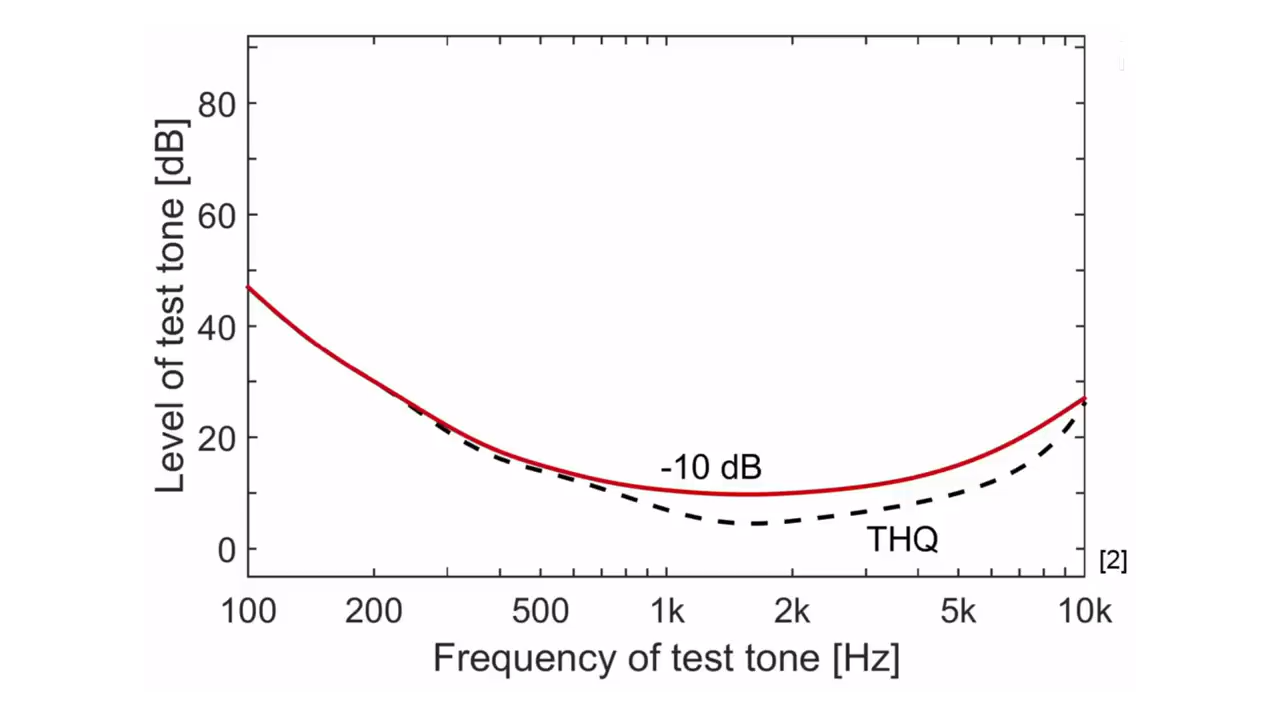 80
60
40
20
0
Level of test tone [dB]
-10 dB
THQ
[2]
100 200 500 1k 2k 5k 10k
Frequency of test tone [Hz]